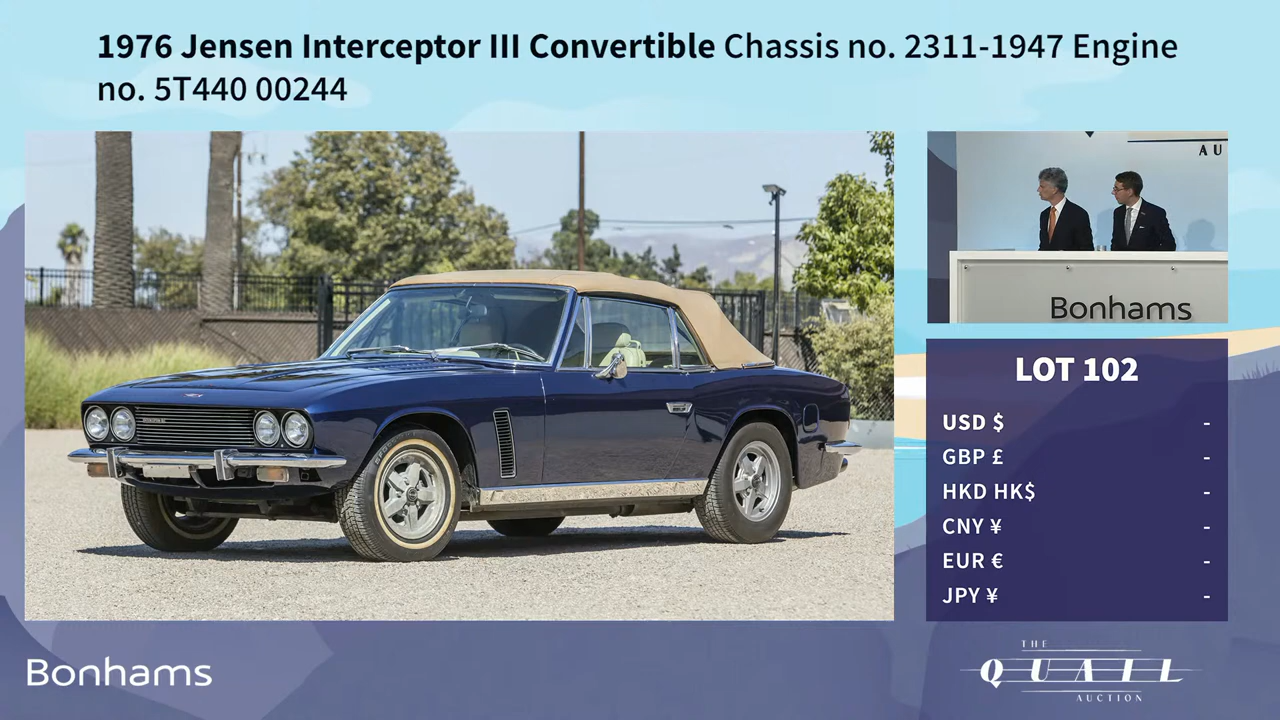 1976 Jensen Interceptor III Convertible Chassis no. 2311-1947 Engine
no. 5T440 00244
A U
Bonhams
LOT 102
USD $ -
GBP £ -
HKD HK$ -
CNY ¥ -
EUR € -
JPY ¥ -
Bonhams
THE
QUAIL
AUCTION